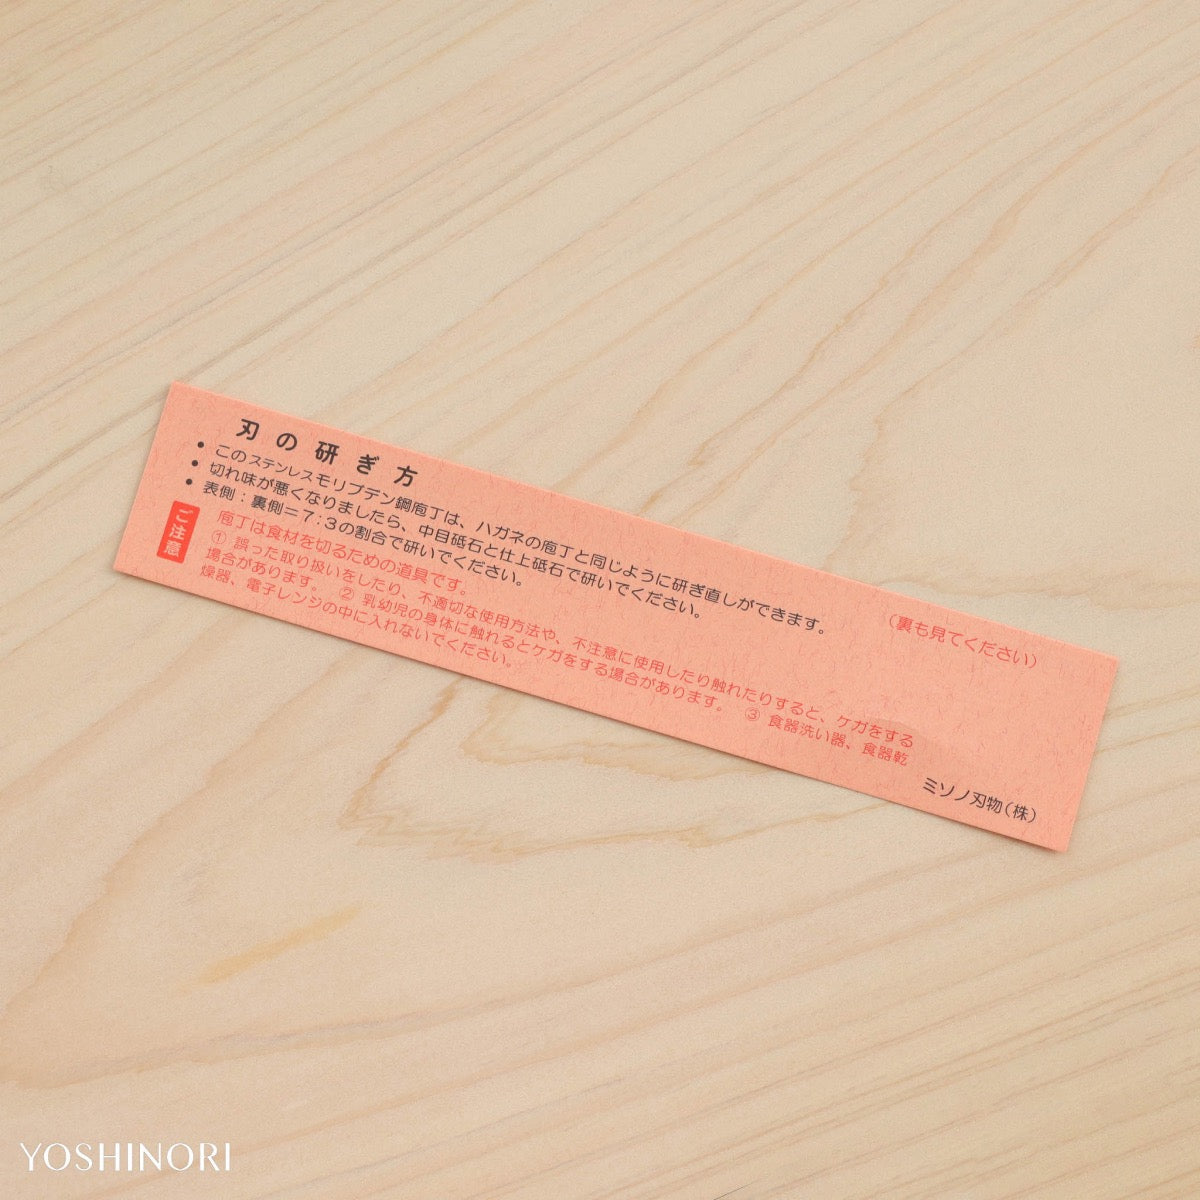 刃の研ぎ方
• このステンレスモリブデン鋼庖丁は、ハガネの庖丁と同じように研ぎ直しができます。
• 切れ味が悪くなりましたら、中目砥石と仕上砥石で研いでください。
• 表側：裏側＝７：３の割合で研いでください。
（裏も見てください）
ご注意
庖丁は食材を切るための道具です。
① 誤った取り扱いをしたり、不適切な使用方法や、不注意に使用したり触れたりすると、ケガをする
場合があります。 ② 乳幼児の身体に触れるとケガをする場合があります。 ③ 食器洗い器、食器乾
燥器、電子レンジの中に入れないでください。
ミソノ刃物（株）
YOSHINORI